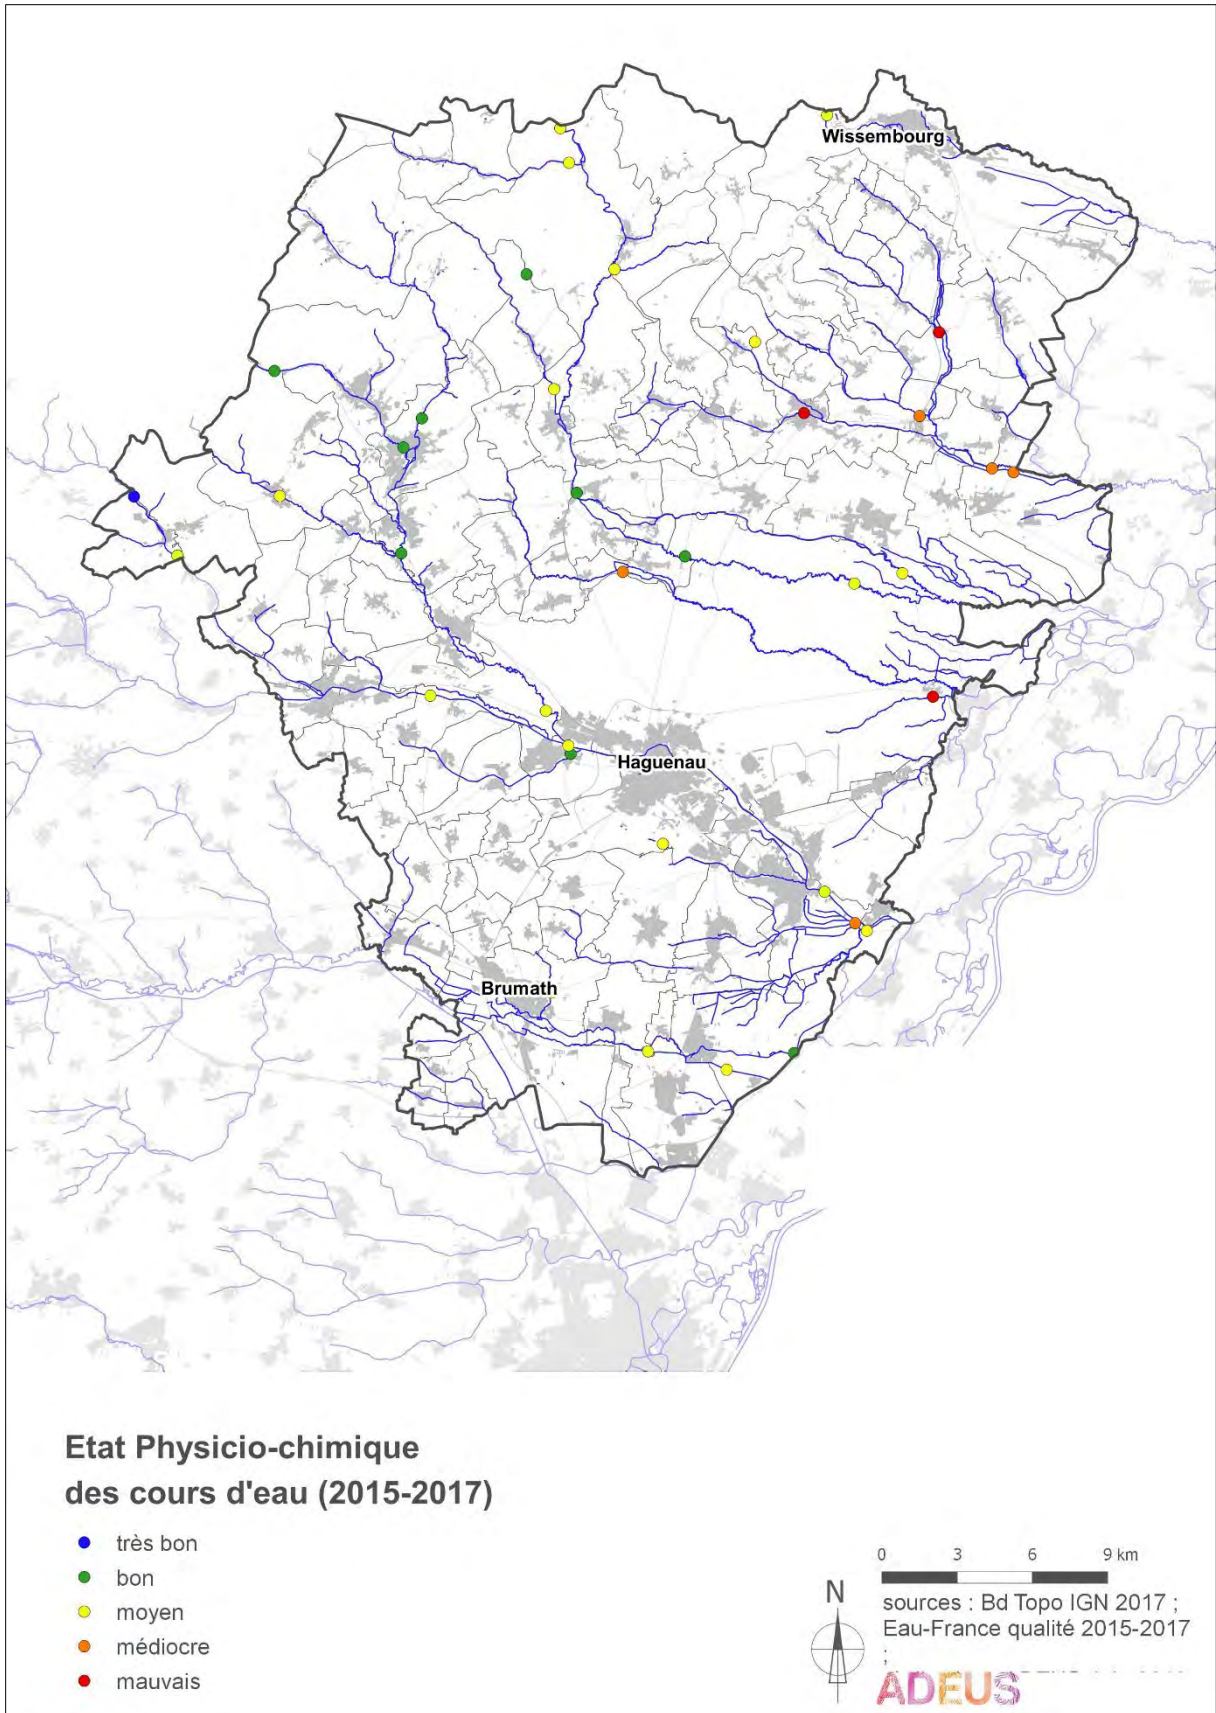 Wissembourg
Haguenau
Brumath
Etat Physicio-chimique
des cours d'eau (2015-2017)
très bon
bon
moyen
médiocre
mauvais
0 3 6 9 km
N
sources : Bd Topo IGN 2017 ;
Eau-France qualité 2015-2017
;
ADEUS